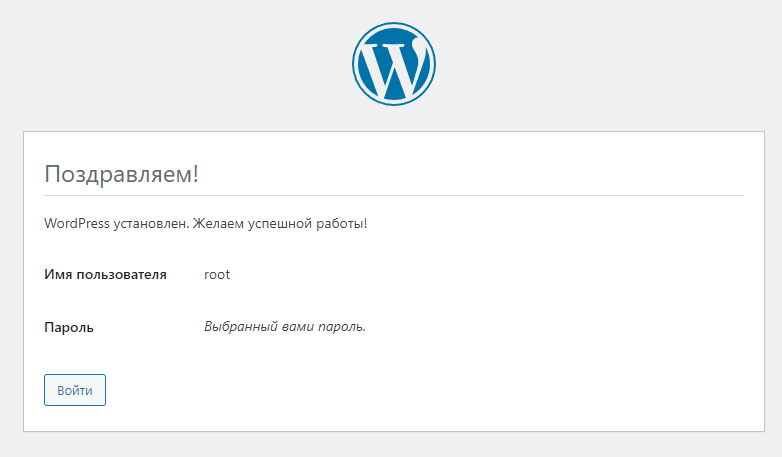 Поздравляем!
WordPress установлен. Желаем успешной работы!
Имя пользователя root
Пароль Выбранный вами пароль.
Войти